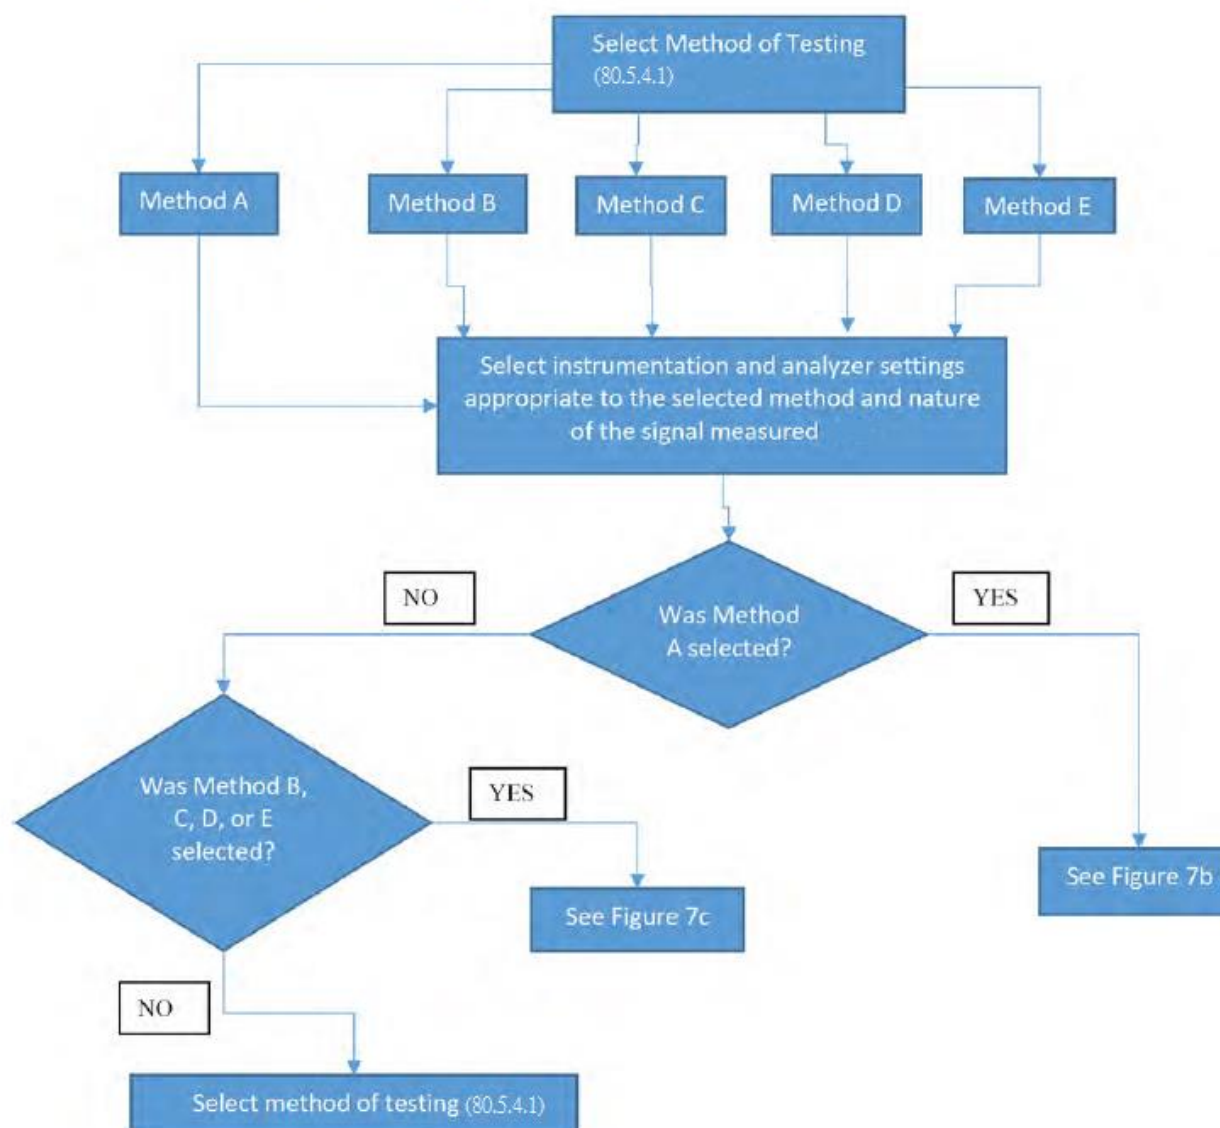 Select Method of Testing
(80.5.4.1)
Method A
Method B
Method C
Method D
Method E
Select instrumentation and analyzer settings
appropriate to the selected method and nature
of the signal measured
NO
YES
Was Method
A selected?
Was Method B,
C, D, or E
selected?
YES
See Figure 7b
See Figure 7c
NO
Select method of testing (80.5.4.1)